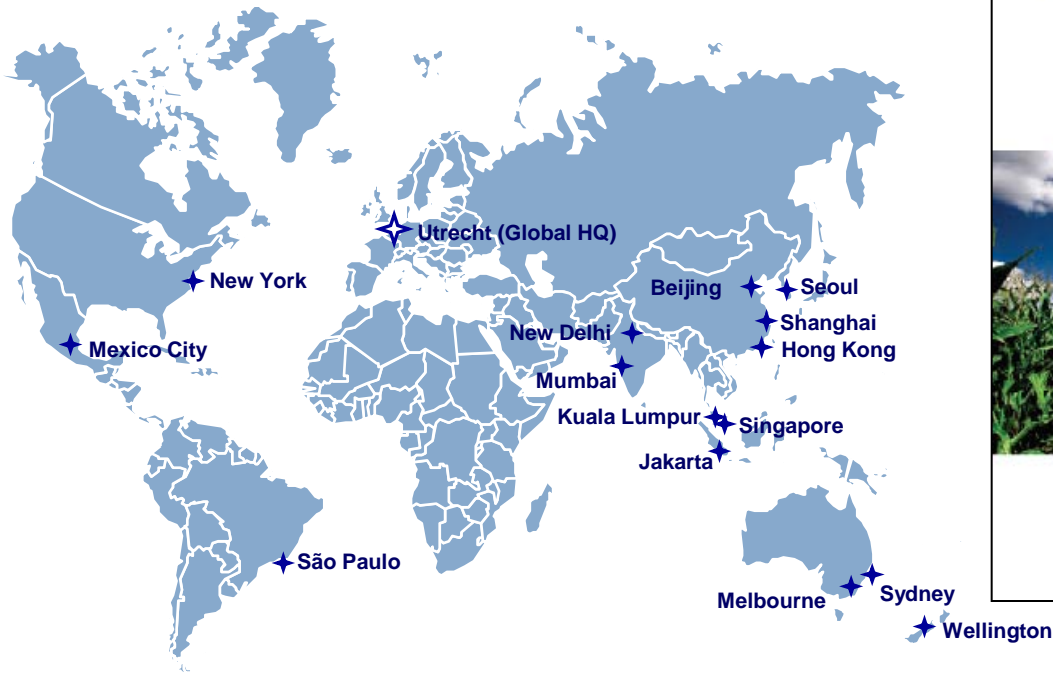 Utrecht (Global HQ)
New York
Beijing
Seoul
Shanghai
New Delhi
Mexico City
Hong Kong
Mumbai
Kuala Lumpur
Singapore
Jakarta
São Paulo
Melbourne
Sydney
Wellington